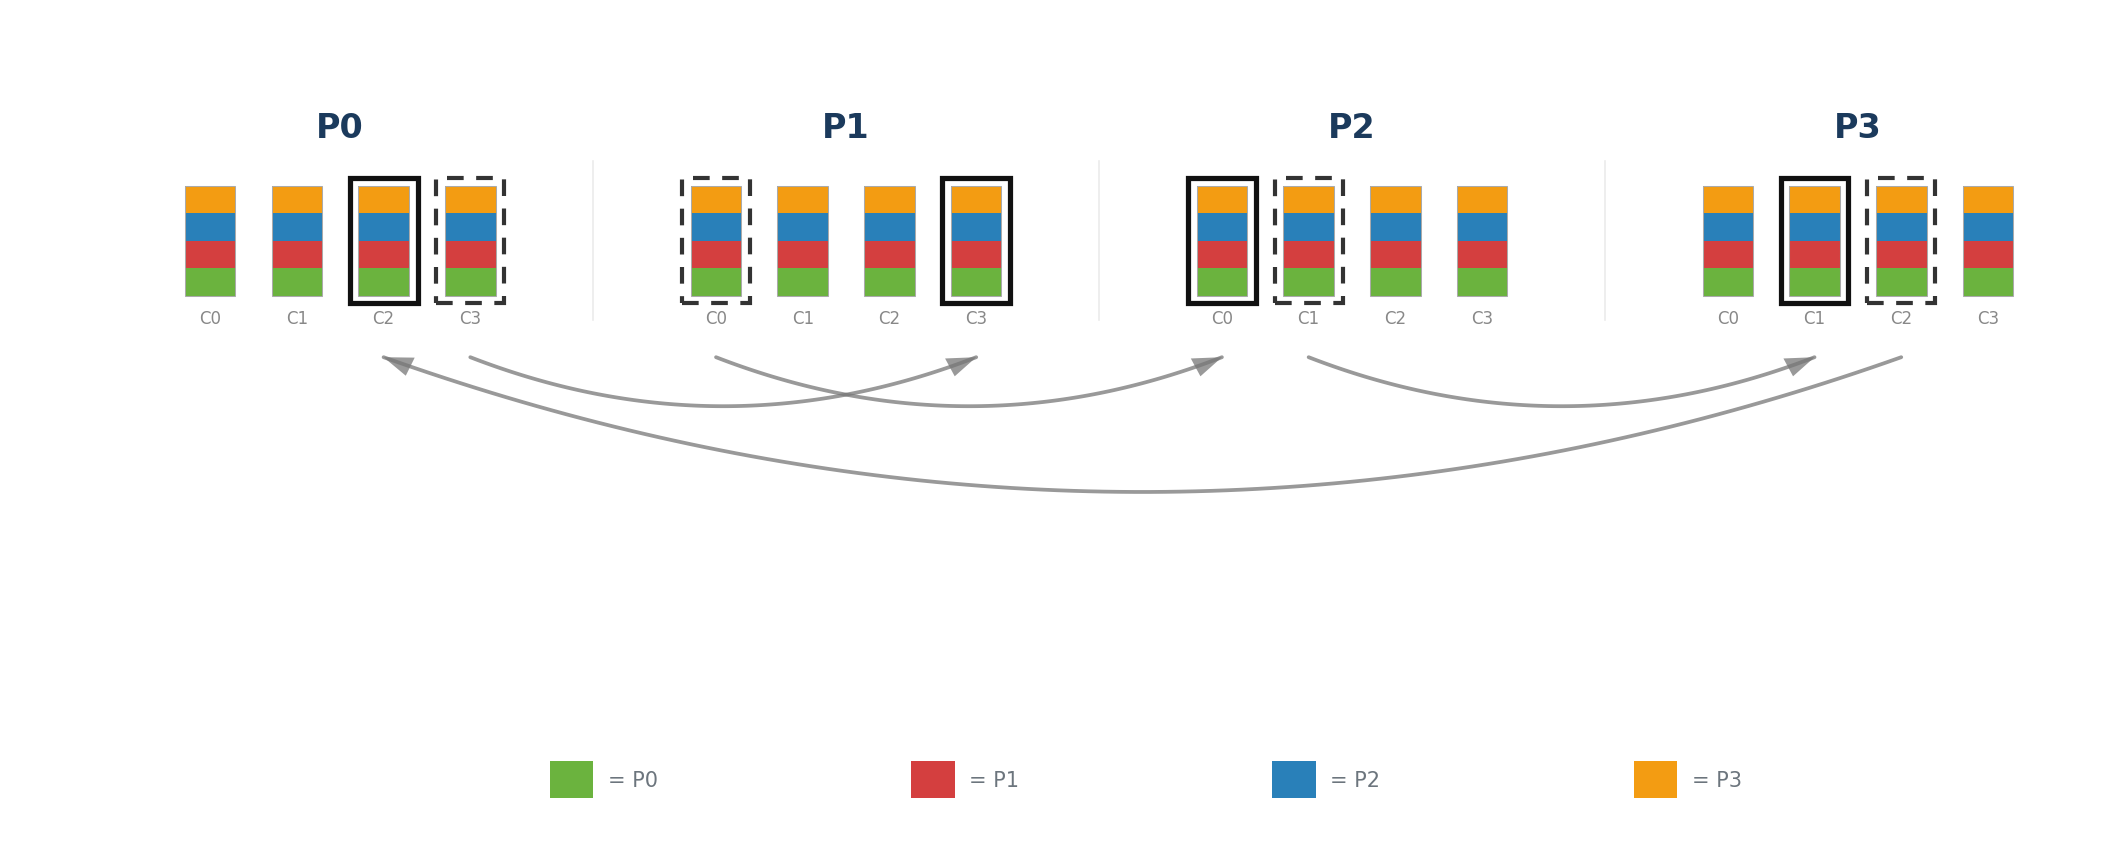 P0 P1 P2 P3
C0 C1 C2 C3 C0 C1 C2 C3 C0 C1 C2 C3 C0 C1 C2 C3
= P0 = P1 = P2 = P3